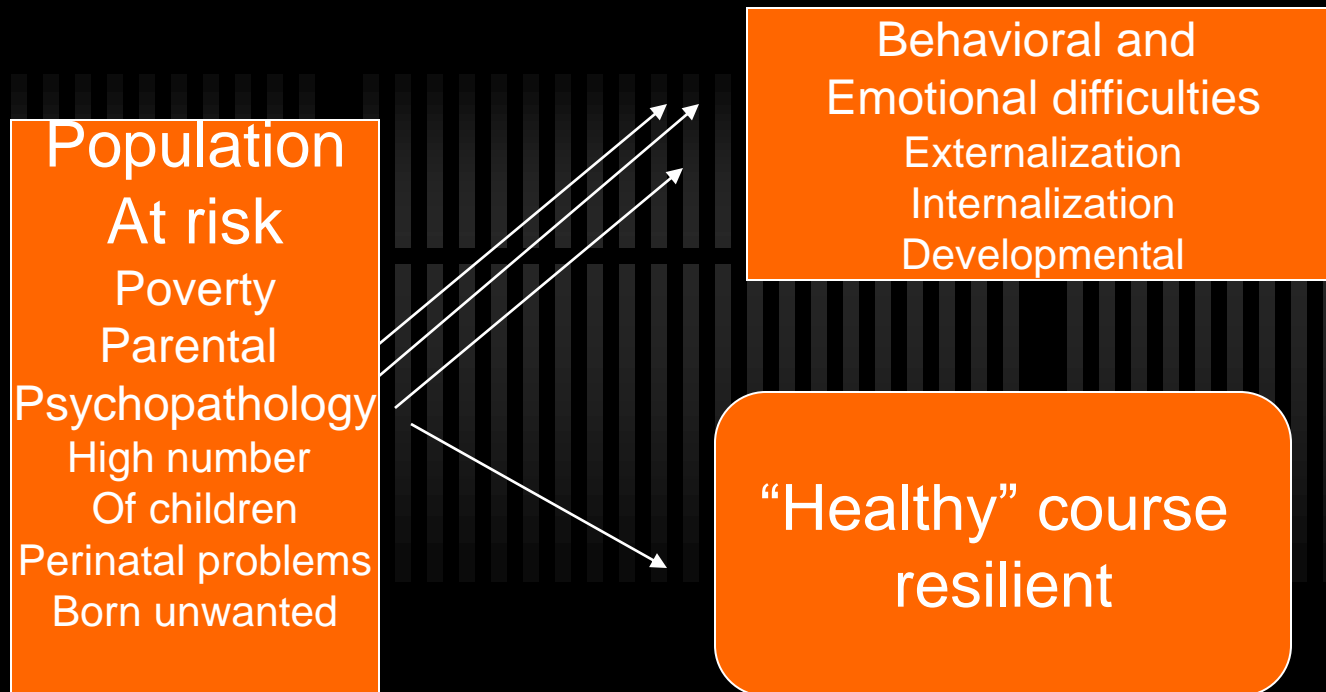 Population
At risk
Poverty
Parental
Psychopathology
High number
Of children
Perinatal problems
Born unwanted
Behavioral and
Emotional difficulties
Externalization
Internalization
Developmental
“Healthy” course
resilient